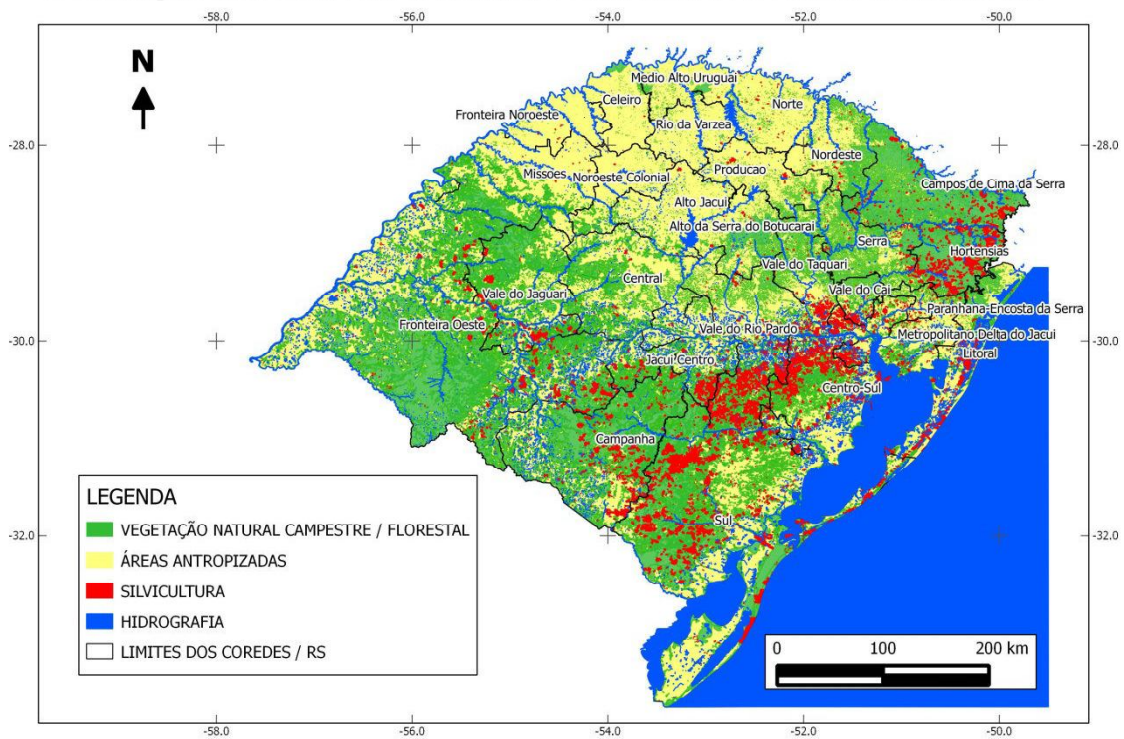 -58.0 -56.0 -54.0 -52.0 -50.0
N
Medio Alto Uruguai
Celeiro
Norte
Fronteira Noroeste
Rio da Varzea
-28.0 -28.0
Nordeste
Producao
Missões
Noroeste Colonial
Campos de Cima da Serra
Alto Jacui
Alto da Serra do Botucarai
Serra
Hortensias
Vale do Taquari
Central
Vale do Jaguari
Vale do Cai
Paranhana-Encosta da Serra
Fronteira Oeste
Vale do Rio Pardo
Metropolitano Delta do Jacui
-30.0 -30.0
Litoral
Jacui Centro
Centro-Sul
Campanha
LEGENDA
VEGETAÇÃO NATURAL CAMPESTRE / FLORESTAL
ÁREAS ANTROPIZADAS
SILVICULTURA
HIDROGRAFIA
LIMITES DOS COREDES / RS
Sul
-32.0 -32.0
0 100 200 km
-58.0 -56.0 -54.0 -52.0 -50.0